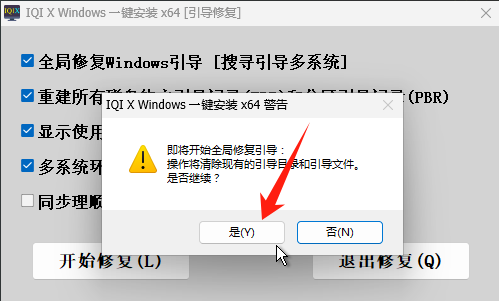 IQI X Windows 一键安装 x64 [引导修复]
全局修复Windows引导 [搜寻引导多系统]
重建所有
引导记录(PBR)
IQI X Windows 一键安装 x64 警告
显示使用
即将开始全局修复引导：
操作将清除现有的引导目录和引导文件。
是否继续？
多系统环
同步理顺
是(Y)
否(N)
开始修复(L)
退出修复(Q)